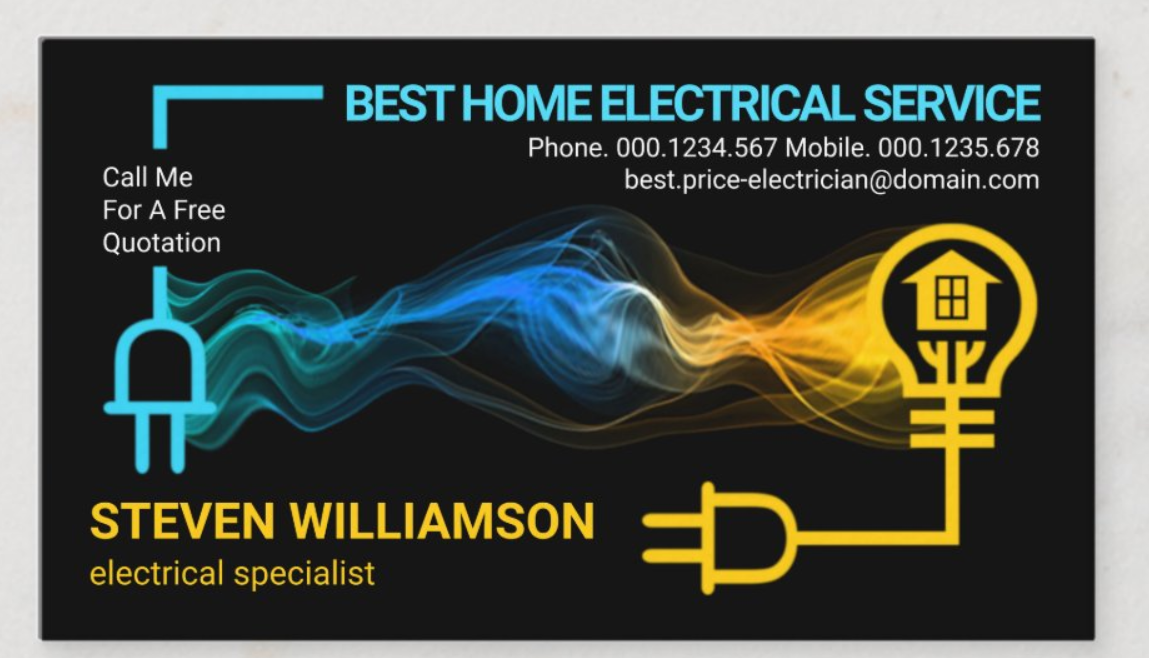 BEST HOME ELECTRICAL SERVICE
Phone. 000.1234.567 Mobile. 000.1235.678
best.price-electrician@domain.com
Call Me
For A Free
Quotation
STEVEN WILLIAMSON
electrical specialist